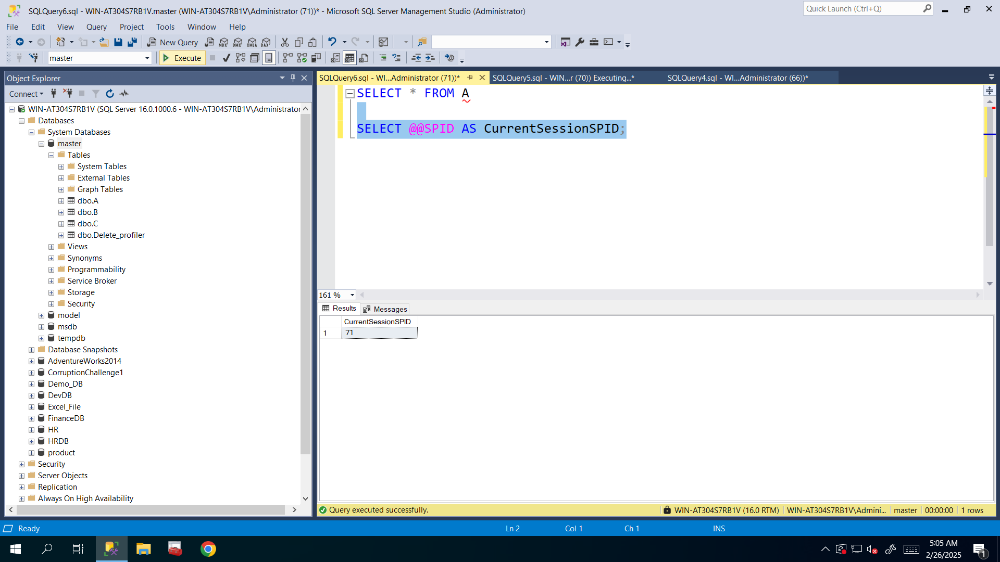 SQLQuery6.sql - WIN-AT304S7RB1V.master (WIN-AT304S7RB1V\Administrator (71))* - Microsoft SQL Server Management Studio (Administrator)
Quick Launch (Ctrl+Q)
File Edit View Query Project Tools Window Help
New Query
MDX DMX XMLA DAX
master
Execute
Object Explorer
SQLQuery6.sql - WI...Administrator (71))*
SQLQuery5.sql - WIN...r (70)) Executing...*
SQLQuery4.sql - WI...Administrator (66))*
Connect
WIN-AT304S7RB1V (SQL Server 16.0.1000.6 - WIN-AT304S7RB1V\Administrator
Databases
System Databases
master
Tables
System Tables
External Tables
Graph Tables
dbo.A
dbo.B
dbo.C
dbo.Delete_profiler
Views
Synonyms
Programmability
Service Broker
Storage
Security
model
msdb
tempdb
Database Snapshots
AdventureWorks2014
CorruptionChallenge1
Demo_DB
DevDB
Excel_File
FinanceDB
HR
HRDB
product
Security
Server Objects
Replication
Always On High Availability
SELECT * FROM A
SELECT @@SPID AS CurrentSessionSPID;
161 %
Results Messages
CurrentSessionSPID
1 71
Query executed successfully.
WIN-AT304S7RB1V (16.0 RTM) WIN-AT304S7RB1V\Admini... master 00:00:00 1 rows
Ready Ln 2 Col 1 Ch 1 INS
5:05 AM
2/26/2025
1